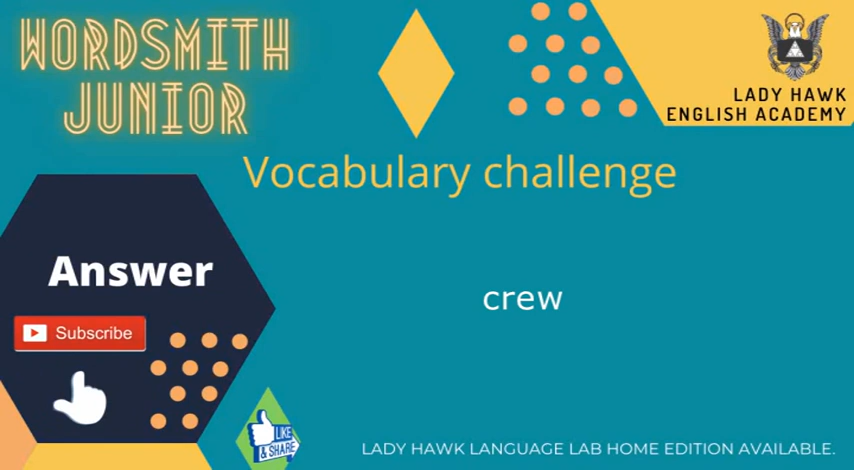 WORDSMITH
JUNIOR
LADY HAWK
ENGLISH ACADEMY
Vocabulary challenge
Answer
crew
Subscribe
LIKE
& SHARE
LADY HAWK LANGUAGE LAB HOME EDITION AVAILABLE.